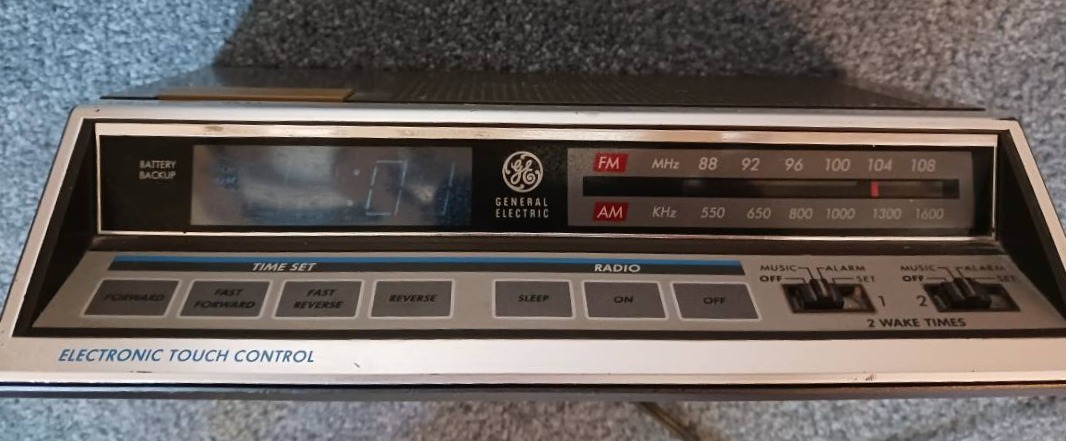 BATTERY
BACKUP
GENERAL
ELECTRIC
FM MHz 88 92 96 100 104 108
AM KHz 550 650 800 1000 1300 1600
TIME SET
RADIO
FORWARD
FAST
FORWARD
FAST
REVERSE
REVERSE
SLEEP
ON
OFF
MUSIC ALARM
OFF SET
1
MUSIC ALARM
OFF SET
2
2 WAKE TIMES
ELECTRONIC TOUCH CONTROL